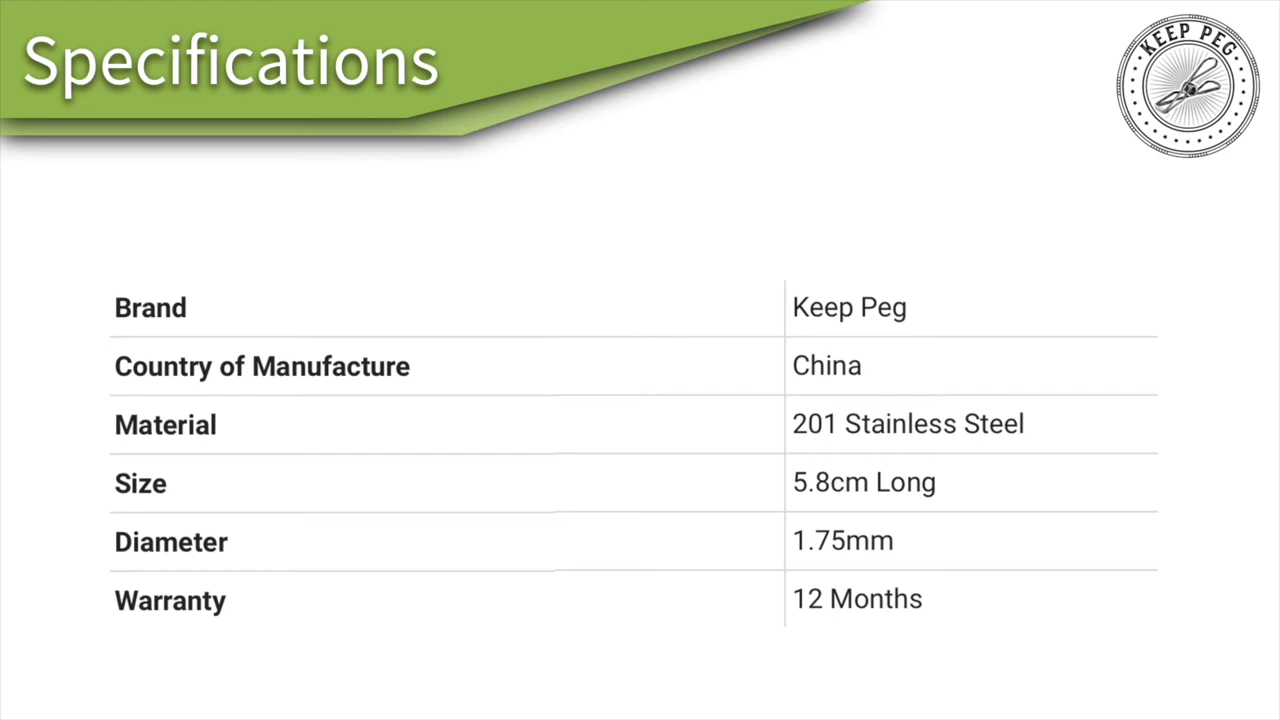 Specifications
KEEP PEG
Brand Keep Peg
Country of Manufacture China
Material 201 Stainless Steel
Size 5.8cm Long
Diameter 1.75mm
Warranty 12 Months